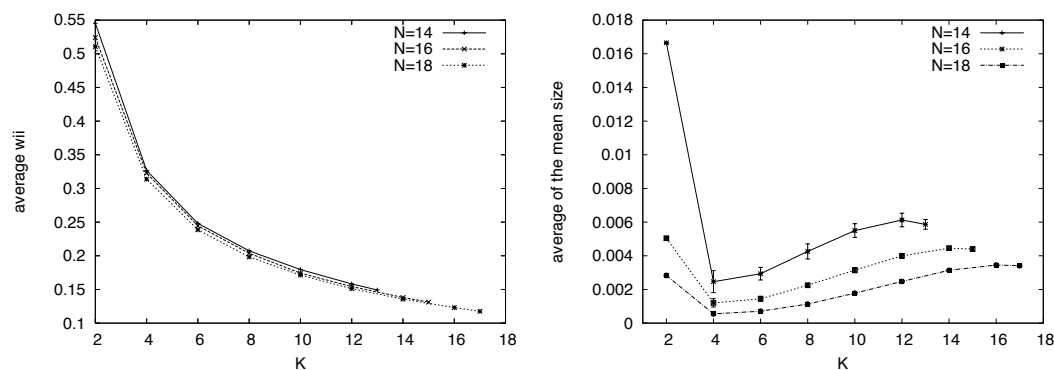 0.55
0.5
0.45
0.4
0.35
0.3
0.25
0.2
0.15
0.1
average wii
2 4 6 8 10 12 14 16 18
K
N=14
N=16
N=18
0.018
0.016
0.014
0.012
0.01
0.008
0.006
0.004
0.002
0
average of the mean size
2 4 6 8 10 12 14 16 18
K
N=14
N=16
N=18